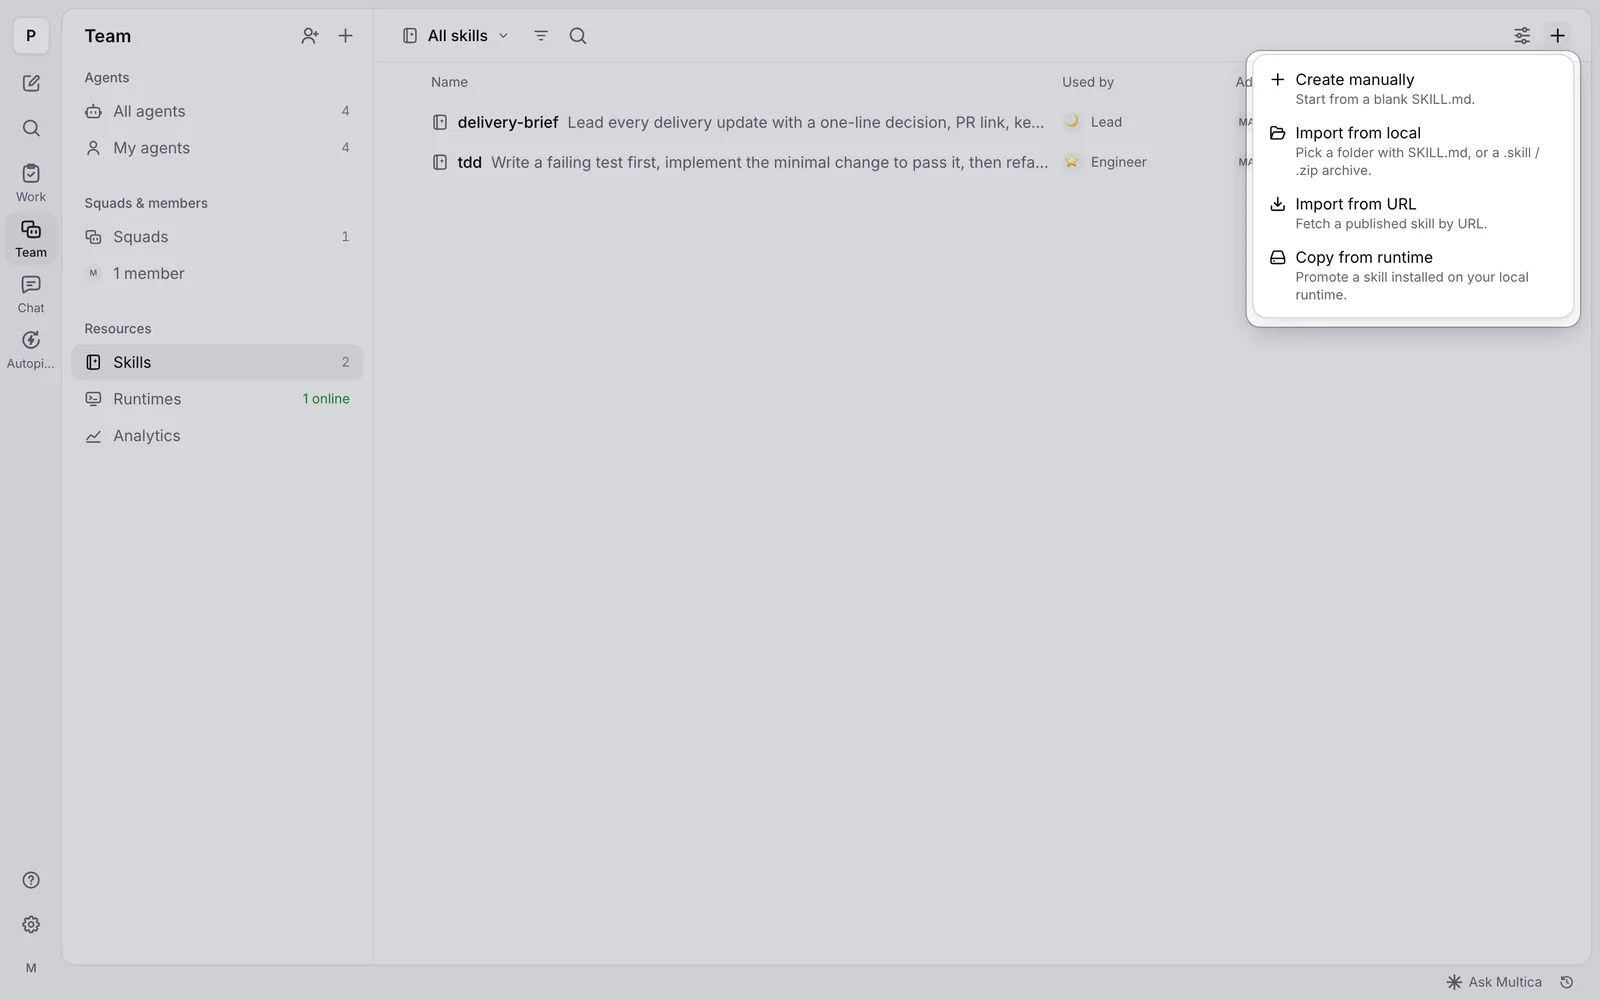 P
Team
All skills
Agents
All agents 4
My agents 4
Squads & members
Squads 1
M 1 member
Resources
Skills 2
Runtimes 1 online
Analytics
Work
Team
Chat
Autopi...
M
Name Used by Ad
delivery-brief Lead every delivery update with a one-line decision, PR link, ke... Lead MA
tdd Write a failing test first, implement the minimal change to pass it, then refa... Engineer MA
Create manually
Start from a blank SKILL.md.
Import from local
Pick a folder with SKILL.md, or a .skill /
.zip archive.
Import from URL
Fetch a published skill by URL.
Copy from runtime
Promote a skill installed on your local
runtime.
Ask Multica